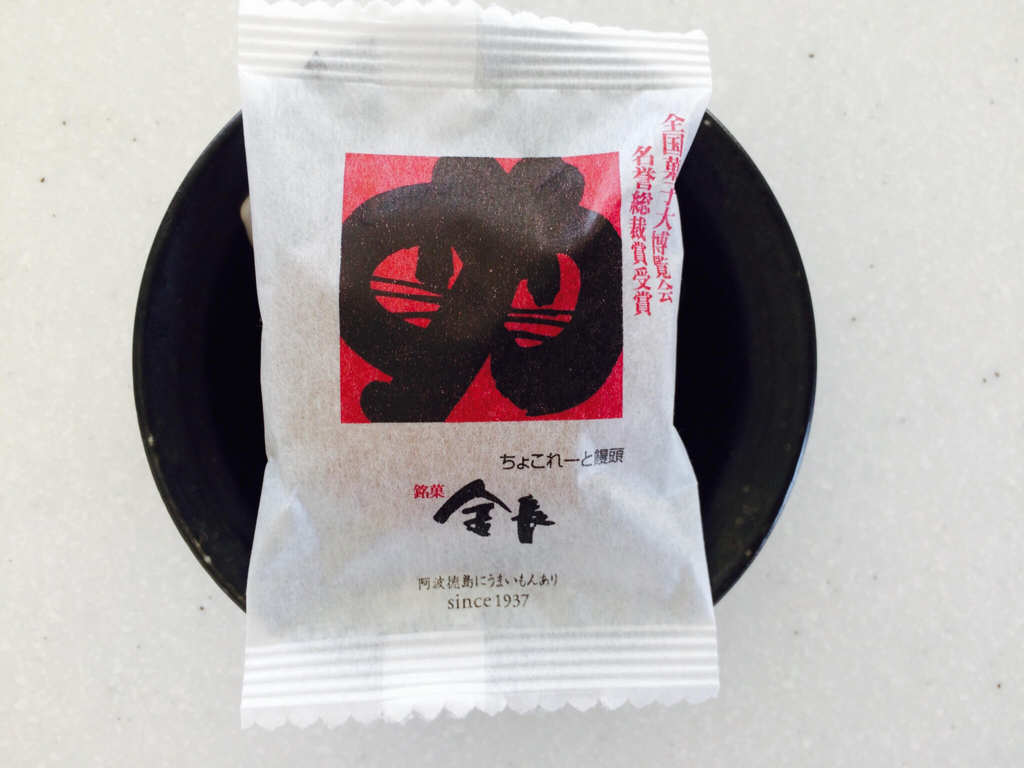 全国菓子大博覧会
名誉総裁賞受賞
ちょこれーと饅頭
銘菓
金長
阿波徳島にうまいもんあり
since1937